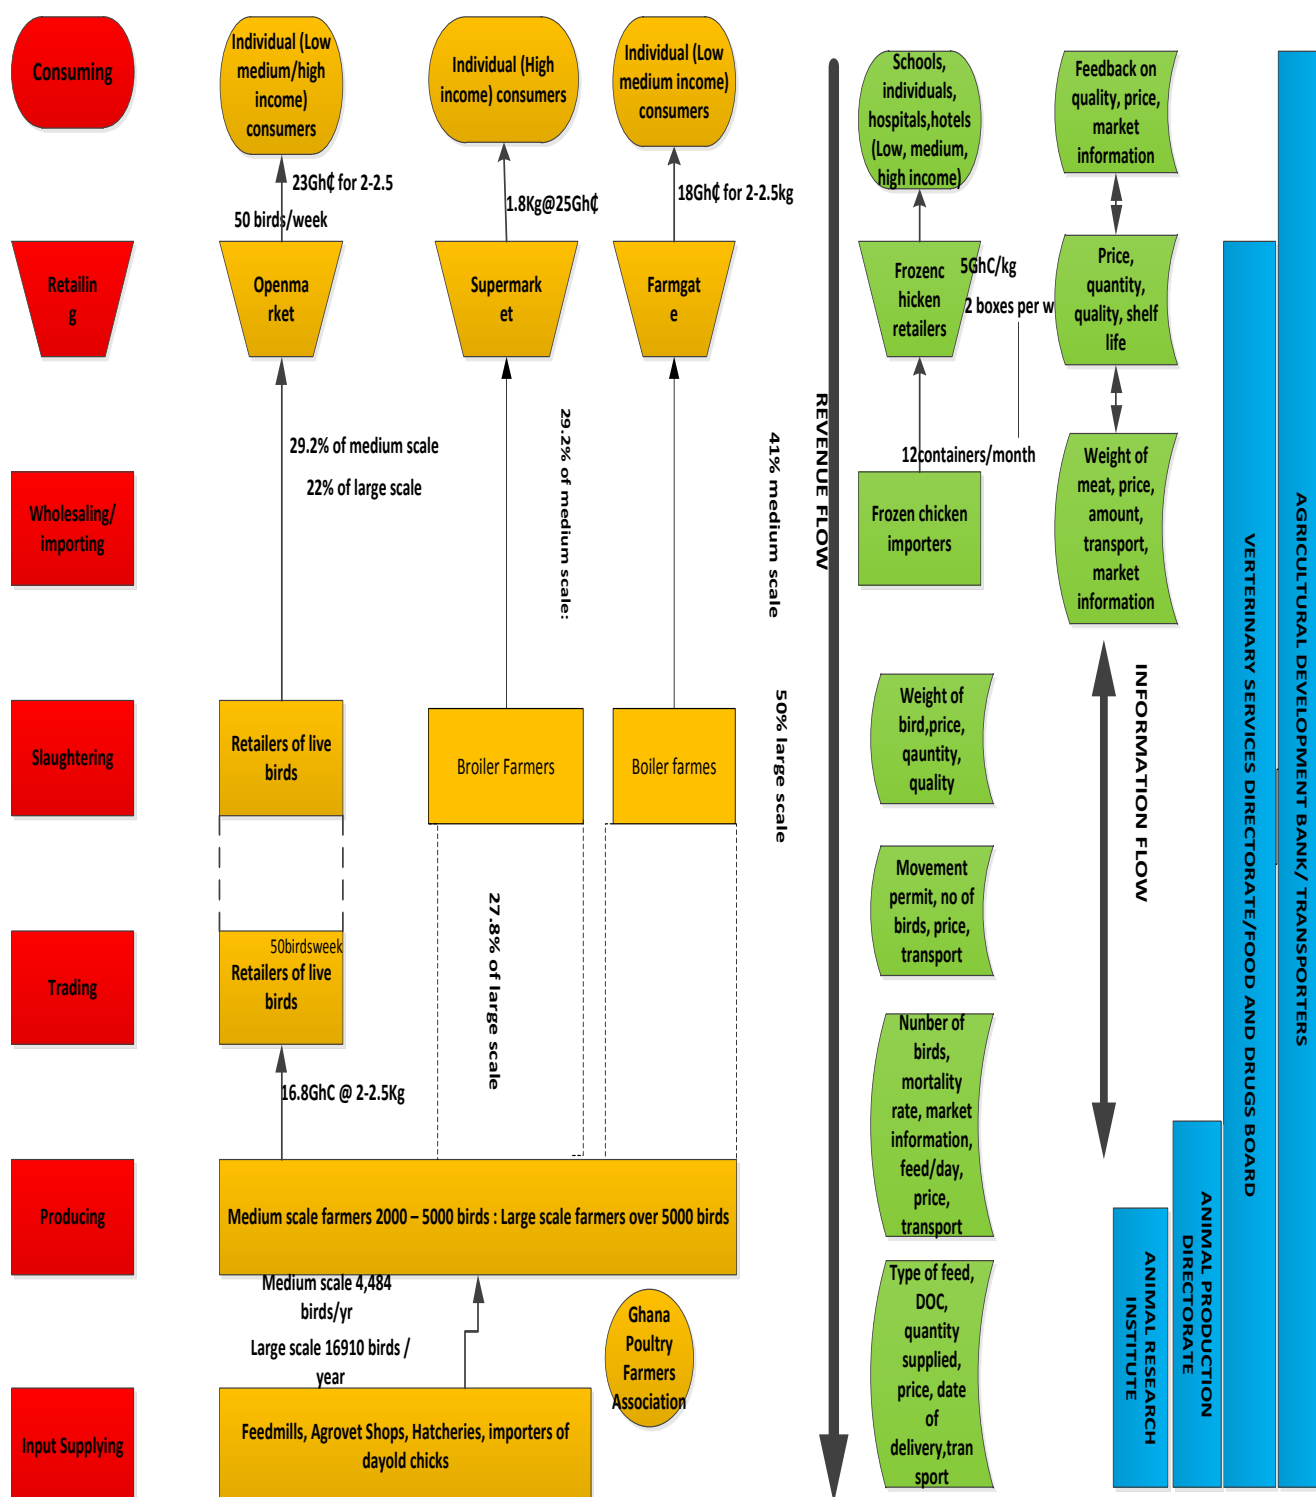 Consuming
Individual (Low
medium/high
income)
consumers
Individual (High
income) consumers
Individual (Low
medium income)
consumers
Schools,
individuals,
hospitals,hotels
(Low, medium,
high income)
Feedback on
quality, price,
market
information
23Gh₵ for 2-2.5
50 birds/week
1.8Kg@25Gh₵
18Gh₵ for 2-2.5kg
Retailin
g
Openma
rket
Supermark
et
Farmgat
e
Frozenc
hicken
retailers
5GhC/kg
2 boxes per w
Price,
quantity,
quality, shelf
life
29.2% of medium scale
22% of large scale
29.2% of medium scale:
41% medium scale
50% large scale
REVENUE FLOW
12containers/month
Wholesaling/
importing
Frozen chicken
importers
Weight of
meat, price,
amount,
transport,
market
information
Slaughtering
Retailers of live
birds
Broiler Farmers
Boiler farmes
Weight of
bird,price,
qauntity,
quality
INFORMATION FLOW
27.8% of large scale
Movement
permit, no of
birds, price,
transport
Trading
50birdsweek
Retailers of live
birds
16.8GhC @ 2-2.5Kg
Nunber of
birds,
mortality
rate, market
information,
feed/day,
price,
transport
Producing
Medium scale farmers 2000 – 5000 birds : Large scale farmers over 5000 birds
Medium scale 4,484
birds/yr
Large scale 16910 birds /
year
Ghana
Poultry
Farmers
Association
Type of feed,
DOC,
quantity
supplied,
price, date
of
delivery,tran
sport
Input Supplying
Feedmills, Agrovet Shops, Hatcheries, importers of
dayold chicks
ANIMAL RESEARCH
INSTITUTE
ANIMAL PRODUCTION
DIRECTORATE
VERTERINARY SERVICES DIRECTORATE/FOOD AND DRUGS BOARD
AGRICULTURAL DEVELOPMENT BANK/ TRANSPORTERS